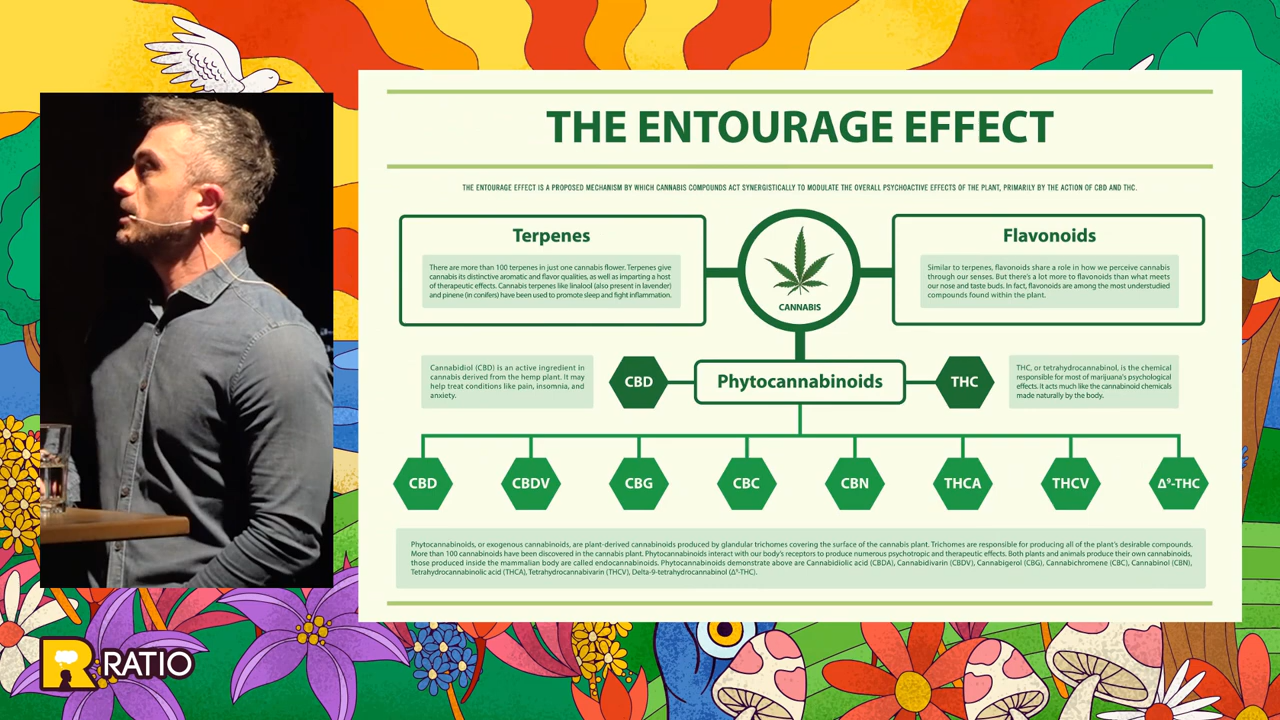 THE ENTOURAGE EFFECT
THE ENTOURAGE EFFECT IS A PROPOSED MECHANISM BY WHICH CANNABIS COMPOUNDS ACT SYNERGISTICALLY TO MODULATE THE OVERALL PSYCHOACTIVE EFFECTS OF THE PLANT, PRIMARILY BY THE ACTION OF CBD AND THC.
Terpenes
There are more than 100 terpenes in just one cannabis flower. Terpenes give
cannabis its distinctive aromatic and flavor qualities, as well as imparting a host
of therapeutic effects. Cannabis terpenes like linalool (also present in lavender)
and pinene (in conifers) have been used to promote sleep and fight inflammation.
CANNABIS
Flavonoids
Similar to terpenes, flavonoids share a role in how we perceive cannabis
through our senses. But there's a lot more to flavonoids than what meets
our nose and taste buds. In fact, flavonoids are among the most understudied
compounds found within the plant.
Cannabidiol (CBD) is an active ingredient in
cannabis derived from the hemp plant. It may
help treat conditions like pain, insomnia, and
anxiety.
CBD
Phytocannabinoids
THC
THC, or tetrahydrocannabinol, is the chemical
responsible for most of marijuana's psychological
effects. It acts much like the cannabinoid chemicals
made naturally by the body.
CBD
CBDV
CBG
CBC
CBN
THCA
THCV
Δ⁹-THC
Phytocannabinoids, or exogenous cannabinoids, are plant-derived cannabinoids produced by glandular trichomes covering the surface of the cannabis plant. Trichomes are responsible for producing all of the plant's desirable compounds.
More than 100 cannabinoids have been discovered in the cannabis plant. Phytocannabinoids interact with our body's receptors to produce numerous psychotropic and therapeutic effects. Both plants and animals produce their own cannabinoids,
those produced inside the mammalian body are called endocannabinoids. Phytocannabinoids demonstrate above are Cannabidiolic acid (CBDA), Cannabidivarin (CBDV), Cannabigerol (CBG), Cannabichromene (CBC), Cannabinol (CBN),
Tetrahydrocannabinolic acid (THCA), Tetrahydrocannabivarin (THCV), Delta-9-tetrahydrocannabinol (Δ⁹-THC).
R RATIO